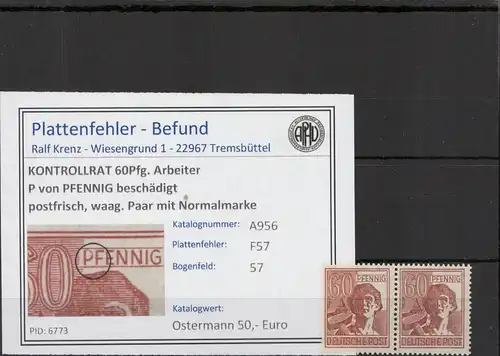 Plattenfehler - Befund
Ralf Krenz - Wiesengrund 1 - 22967 Tremsbüttel
KONTROLLRAT 60Pfg. Arbeiter
P von PFENNIG beschädigt
postfrisch, waag. Paar mit Normalmarke
Katalognummer: A956
Plattenfehler: F57
Bogenfeld: 57
Katalogwert:
Ostermann 50,- Euro
60 PFENNIG
PID: 6773
60 PFENNIG
DEUTSCHE POST
60 PFENNIG
DEUTSCHE POST